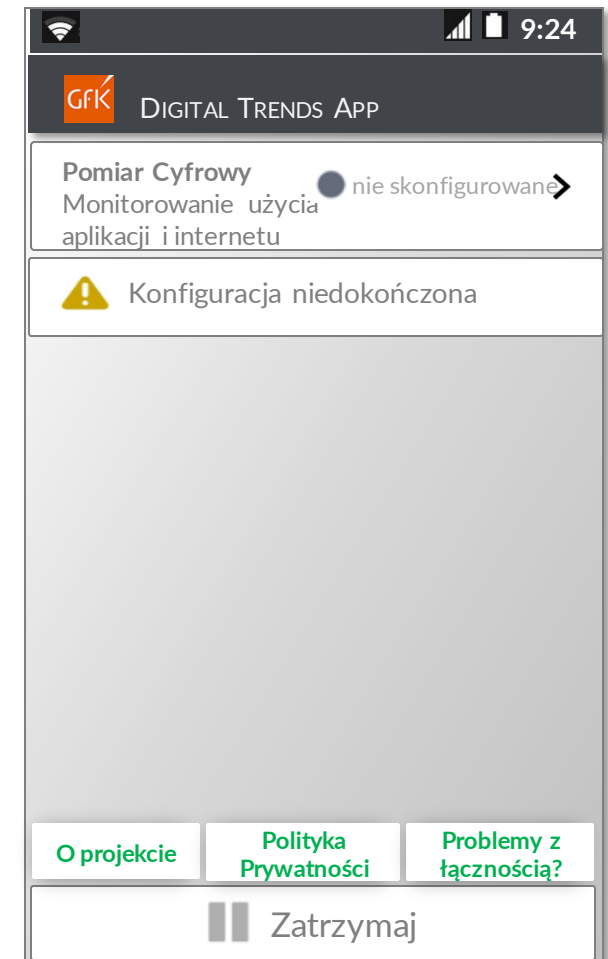 9:24
GfK
DIGITAL TRENDS APP
Pomiar Cyfrowy
nie skonfigurowane
Monitorowanie użycia
aplikacji i internetu
Konfiguracja niedokończona
O projekcie
Polityka
Prywatności
Problemy z
łącznością?
Zatrzymaj